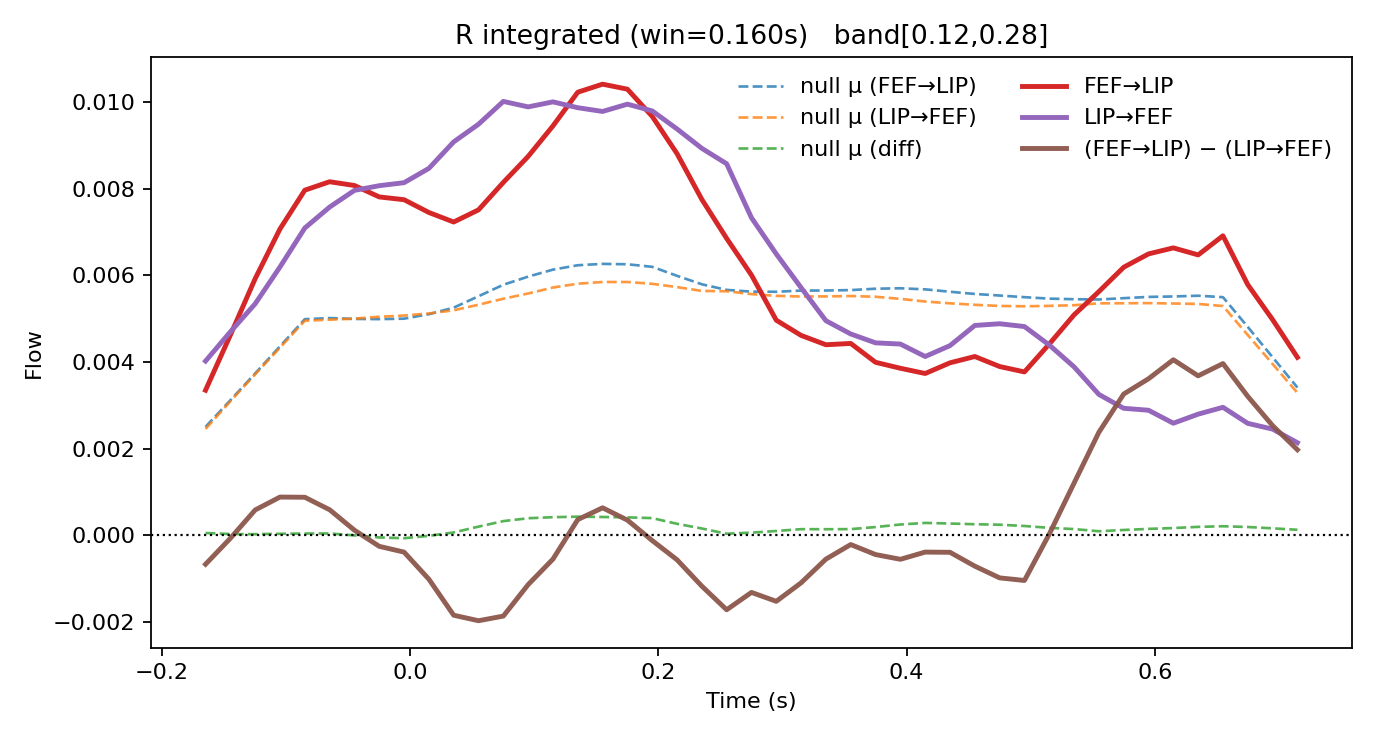 R integrated (win=0.160s)   band[0.12,0.28]
null μ (FEF→LIP)
null μ (LIP→FEF)
null μ (diff)
FEF→LIP
LIP→FEF
(FEF→LIP) − (LIP→FEF)
Flow
0.010
0.008
0.006
0.004
0.002
0.000
−0.002
−0.2
0.0
0.2
0.4
0.6
Time (s)